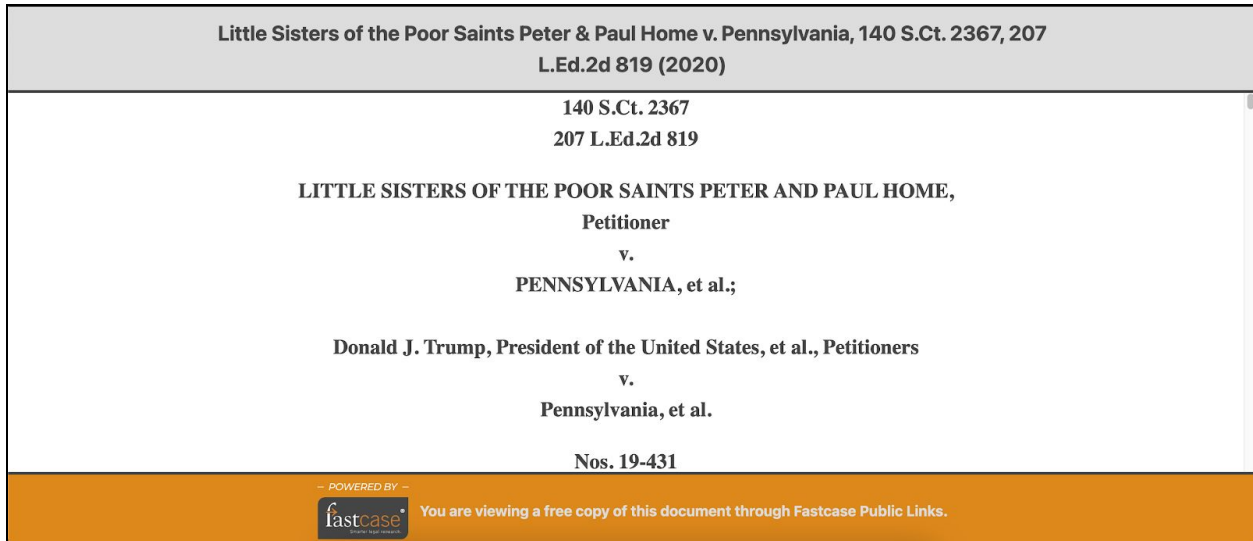 Little Sisters of the Poor Saints Peter & Paul Home v. Pennsylvania, 140 S.Ct. 2367, 207
L.Ed.2d 819 (2020)
140 S.Ct. 2367
207 L.Ed.2d 819
LITTLE SISTERS OF THE POOR SAINTS PETER AND PAUL HOME,
Petitioner
v.
PENNSYLVANIA, et al.;
Donald J. Trump, President of the United States, et al., Petitioners
v.
Pennsylvania, et al.
Nos. 19-431
– POWERED BY –
fastcase
Smarter legal research.
You are viewing a free copy of this document through Fastcase Public Links.